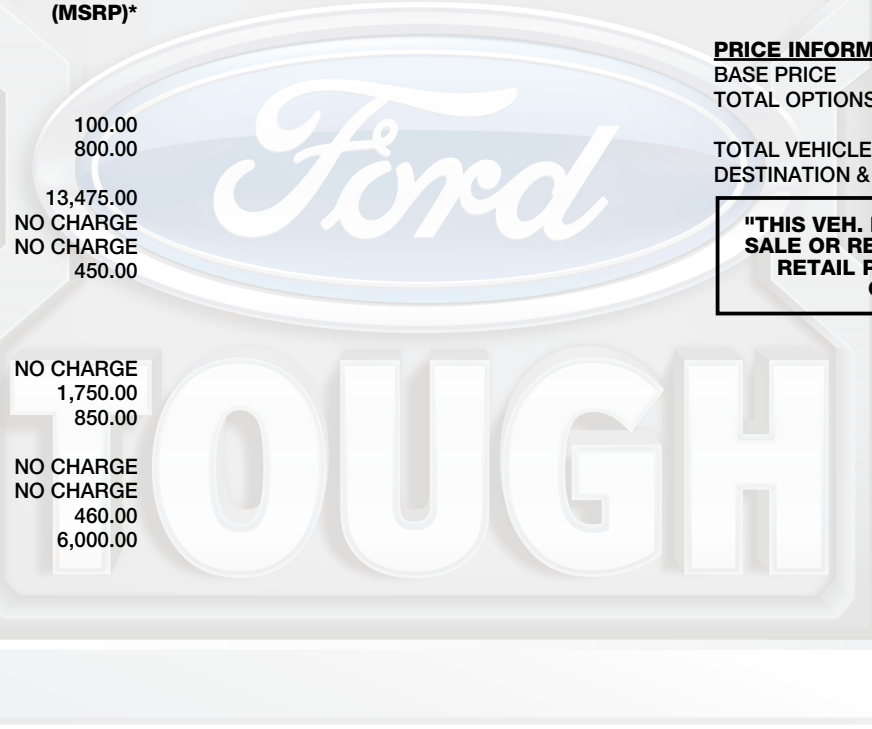 (MSRP)*
100.00
800.00
13,475.00
NO CHARGE
NO CHARGE
450.00
NO CHARGE
1,750.00
850.00
NO CHARGE
NO CHARGE
460.00
6,000.00
Ford
TOUGH
PRICE INFORM
BASE PRICE
TOTAL OPTIONS
TOTAL VEHICLE
DESTINATION &
"THIS VEH.
SALE OR RE
RETAIL P